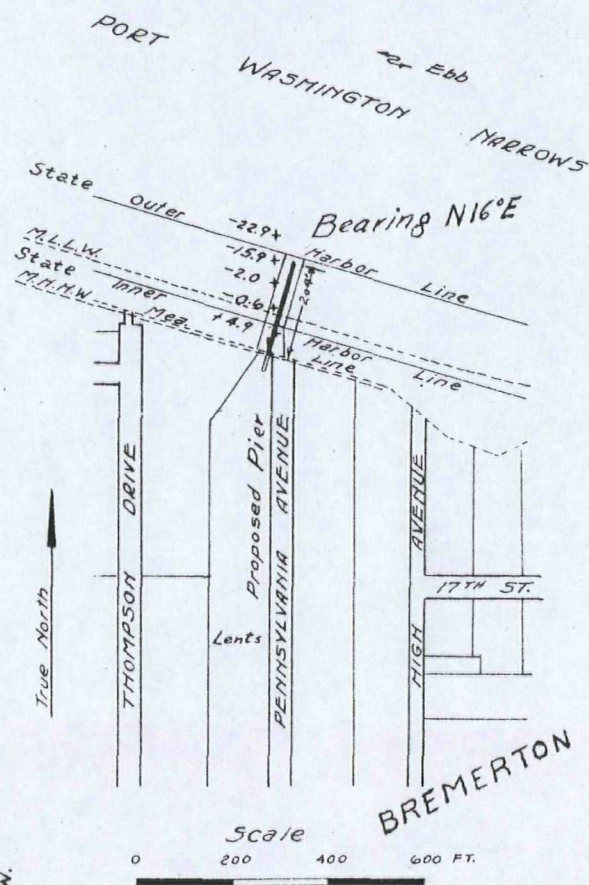 PORT WASHINGTON NARROWS
Ebb
State Outer Harbor Line
Bearing N16°E
-22.9
-15.9
-2.0
-0.6
+4.9
M.L.L.W.
State Inner Harbor Line
M.H.H.W.
Mea. Line
Proposed Pier
THOMPSON DRIVE
PENNSYLVANIA AVENUE
HIGH AVENUE
17TH ST.
Lents
True North
BREMERTON
Scale
0 200 400 600 FT.